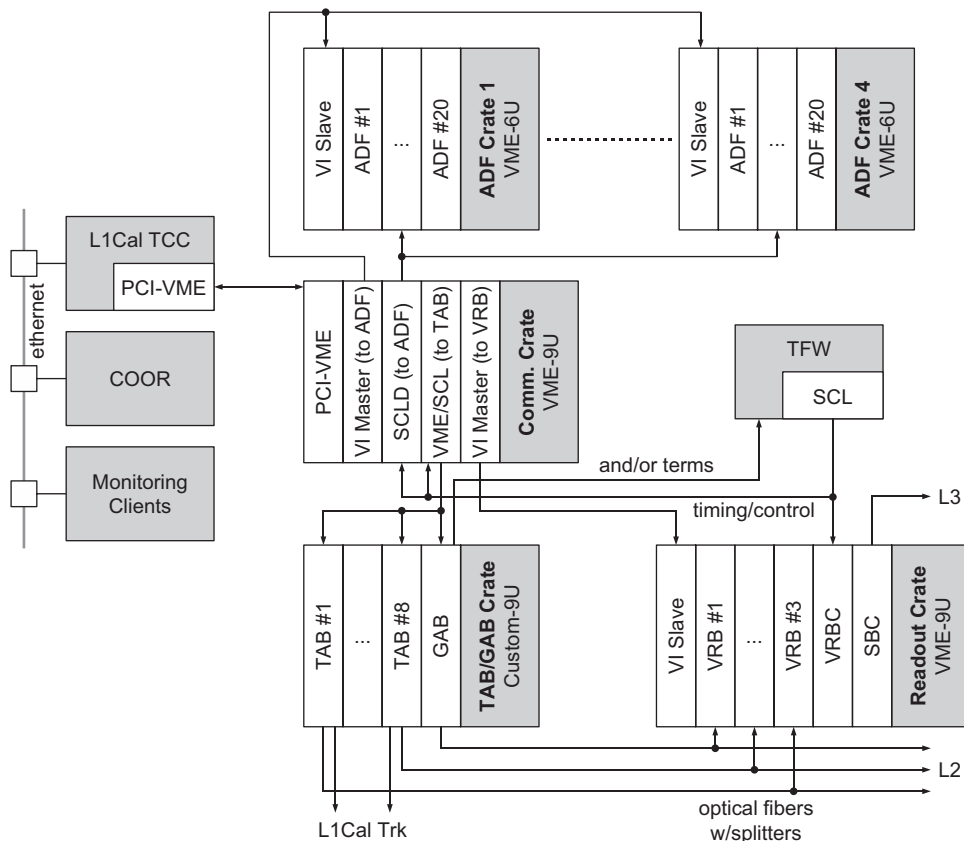 VI Slave
ADF #1
...
ADF #20
ADF Crate 1
VME-6U
VI Slave
ADF #1
...
ADF #20
ADF Crate 4
VME-6U
ethernet
L1Cal TCC
PCI-VME
COOR
Monitoring
Clients
PCI-VME
VI Master (to ADF)
SCLD (to ADF)
VME/SCL (to TAB)
VI Master (to VRB)
Comm. Crate
VME-9U
TFW
SCL
and/or terms
timing/control
L3
TAB #1
...
TAB #8
GAB
TAB/GAB Crate
Custom-9U
VI Slave
VRB #1
...
VRB #3
VRBC
SBC
Readout Crate
VME-9U
L2
L1Cal Trk
optical fibers
w/splitters